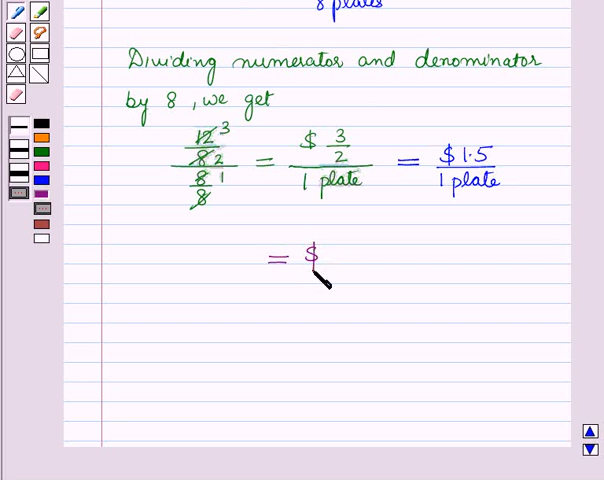 8 plates
Dividing numerator and denominator
by 8, we get
12 3 / 8 2 / 8 1 / 8 = $ 3/2 / 1 plate = $1.5 / 1 plate
= $